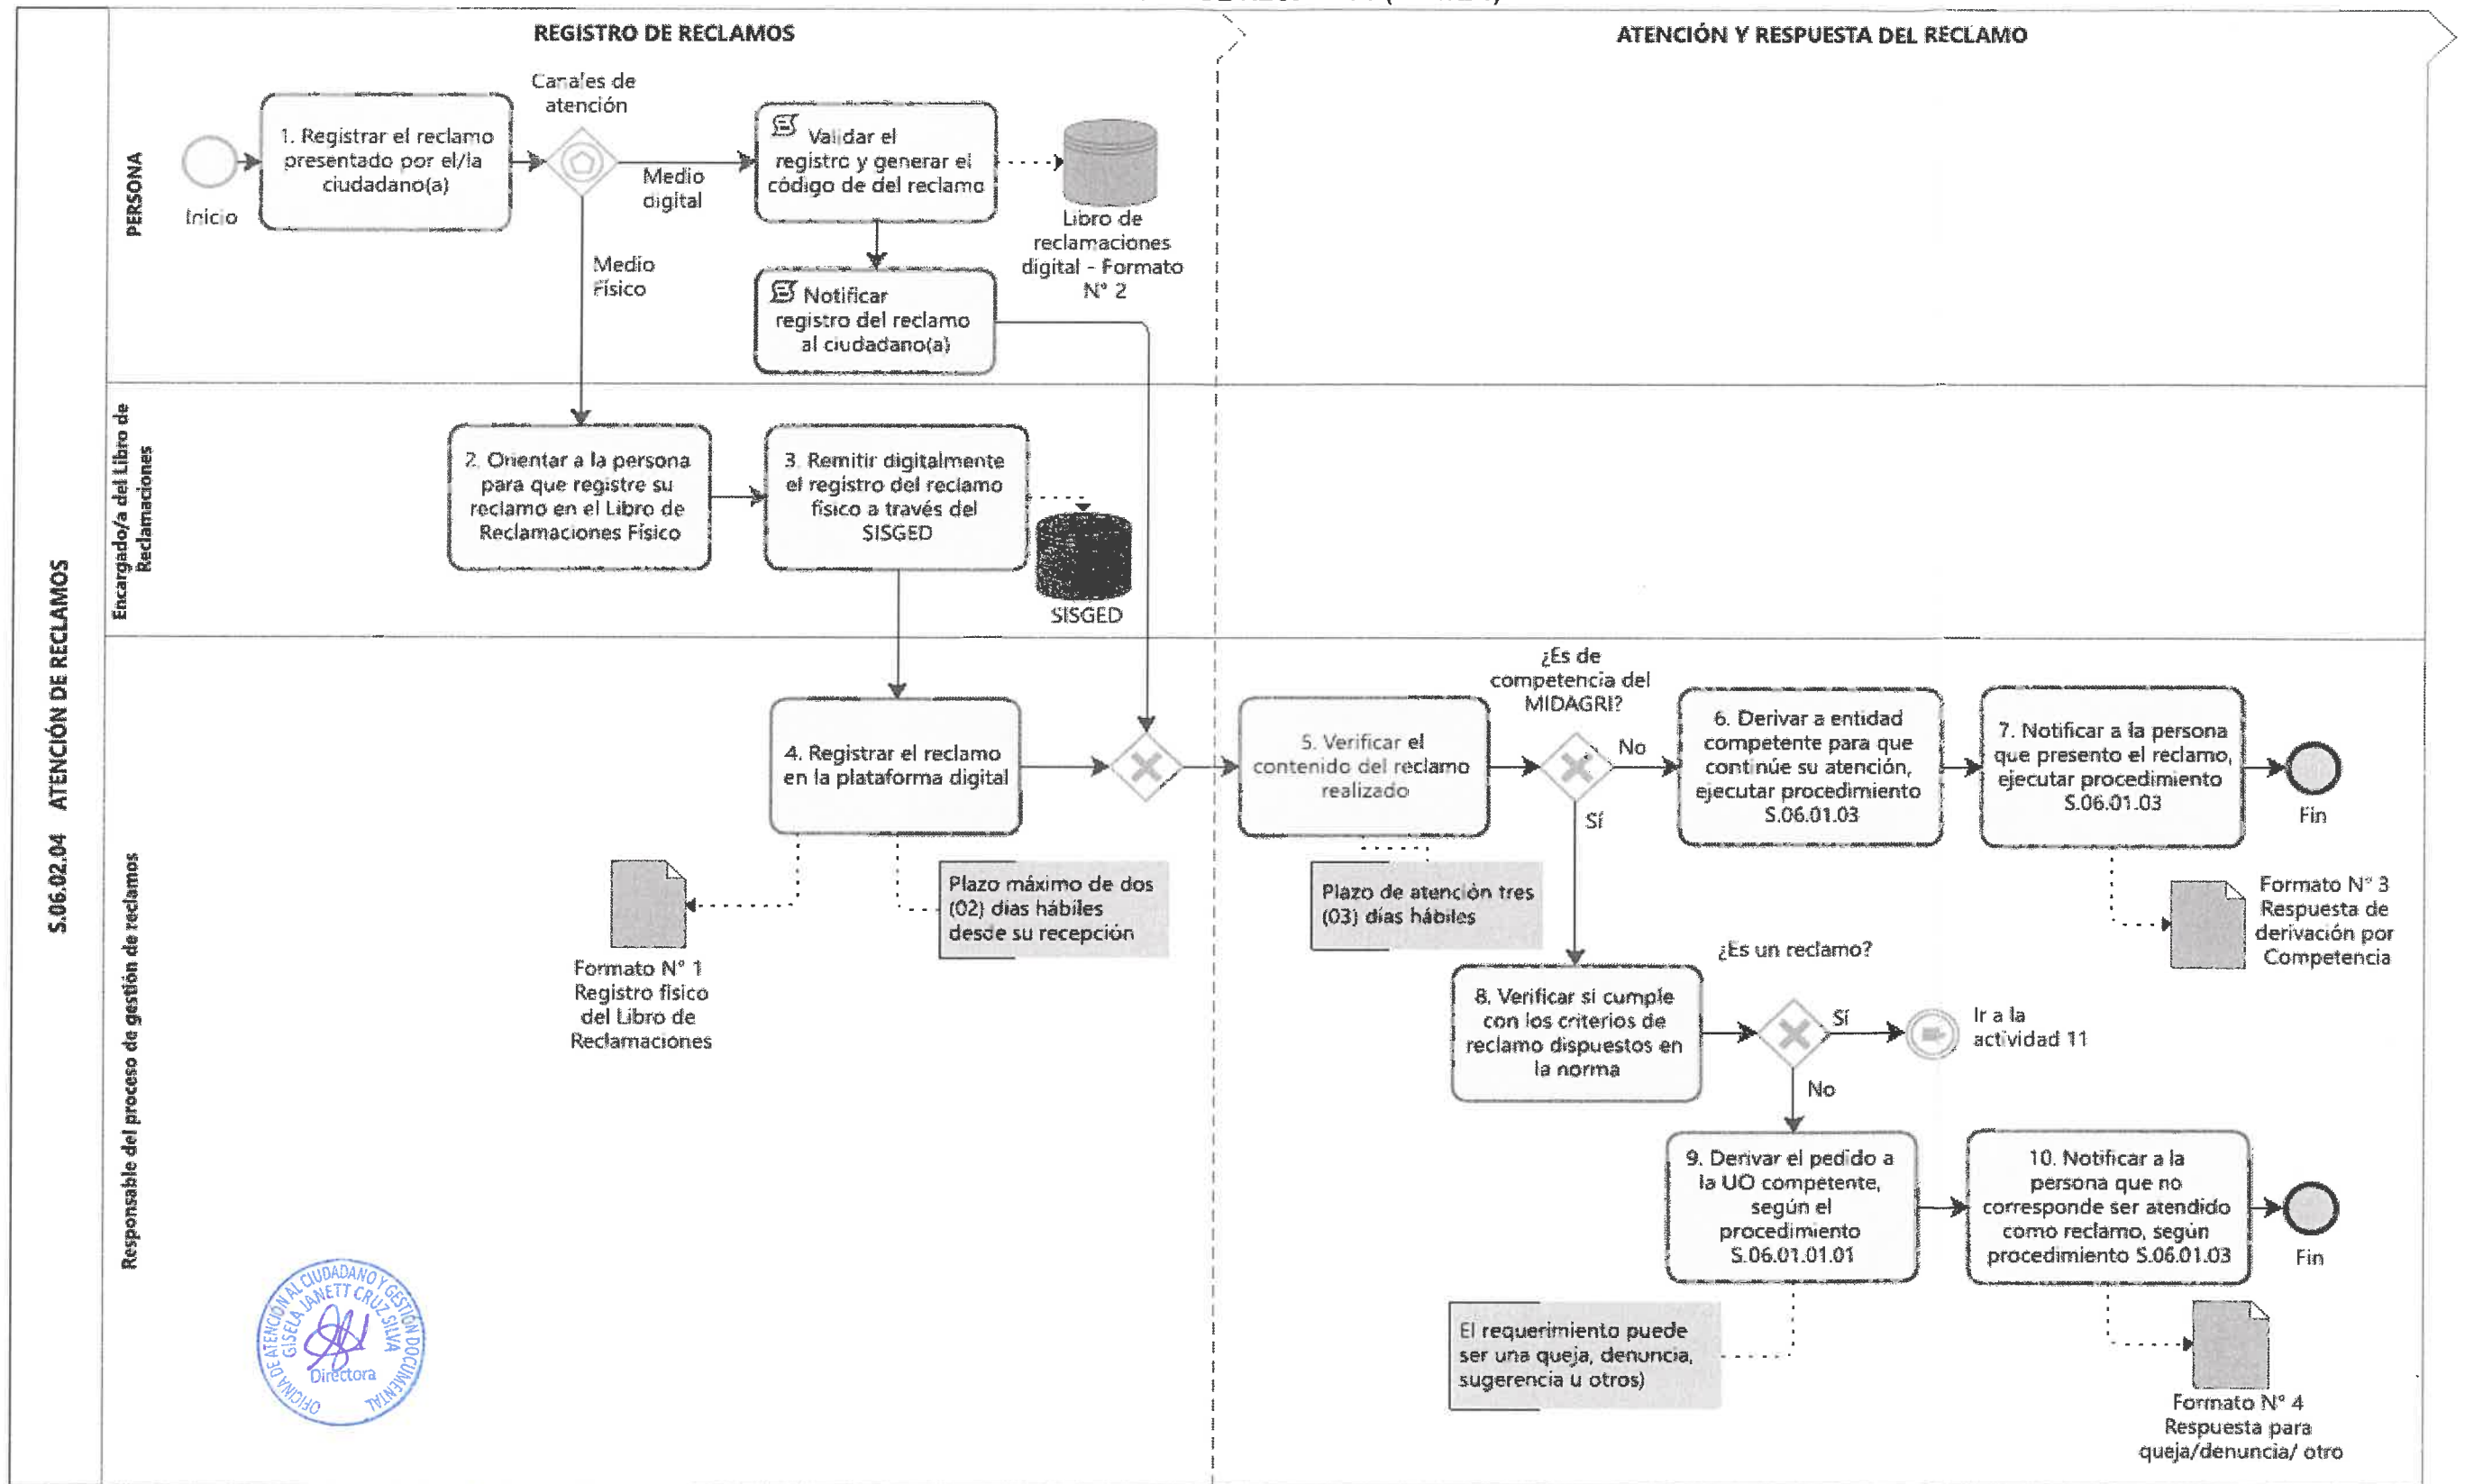 REGISTRO DE RECLAMOS
ATENCIÓN Y RESPUESTA DEL RECLAMO
S.06.02.04 ATENCIÓN DE RECLAMOS
PERSONA
Inicio
1. Registrar el reclamo
presentado por el/la
ciudadano(a)
Canales de
atención
Medio
digital
Medio
Físico
Validar el
registro y generar el
código de del reclamo
Libro de
reclamaciones
digital - Formato
N° 2
Notificar
registro del reclamo
al ciudadano(a)
Encargado/a del Libro de
Reclamaciones
2. Orientar a la persona
para que registre su
reclamo en el Libro de
Reclamaciones Físico
3. Remitir digitalmente
el registro del reclamo
físico a través del
SISGED
SISGED
Responsable del proceso de gestión de reclamos
4. Registrar el reclamo
en la plataforma digital
Formato N° 1
Registro físico
del Libro de
Reclamaciones
Plazo máximo de dos
(02) días hábiles
desde su recepción
5. Verificar el
contenido del reclamo
realizado
Plazo de atención tres
(03) días hábiles
¿Es de
competencia del
MIDAGRI?
No
Sí
6. Derivar a entidad
competente para que
continúe su atención,
ejecutar procedimiento
S.06.01.03
7. Notificar a la persona
que presento el reclamo,
ejecutar procedimiento
S.06.01.03
Fin
Formato N° 3
Respuesta de
derivación por
Competencia
8. Verificar si cumple
con los criterios de
reclamo dispuestos en
la norma
¿Es un reclamo?
Sí
Ir a la
actividad 11
No
9. Derivar el pedido a
la UO competente,
según el
procedimiento
S.06.01.01.01
10. Notificar a la
persona que no
corresponde ser atendido
como reclamo, según
procedimiento S.06.01.03
Fin
El requerimiento puede
ser una queja, denuncia,
sugerencia u otros)
Formato N° 4
Respuesta para
queja/denuncia/ otro
OFICINA DE ATENCIÓN AL CIUDADANO Y GESTIÓN DOCUMENTAL
GISELA JANETT CRUZ SILVA
Directora